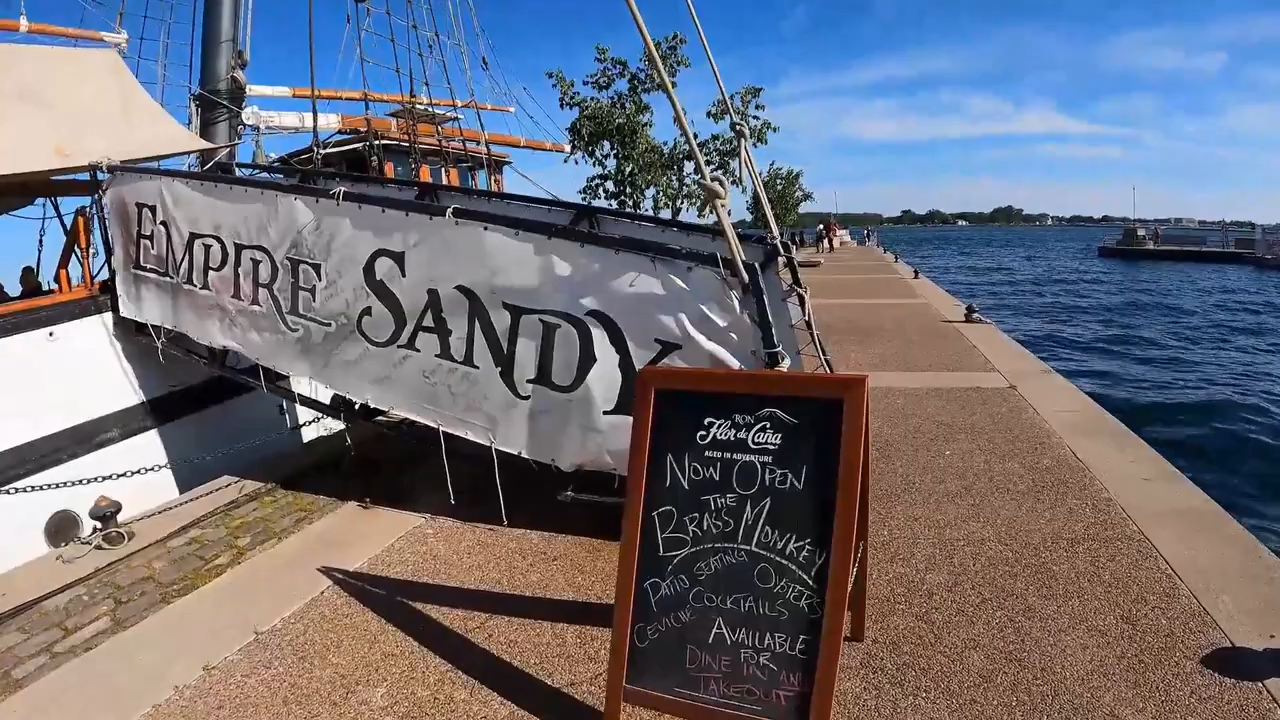 EMPIRE SANDY
RON
Flor de Caña
AGED IN ADVENTURE
NOW OPEN
THE
BRASS MONKEY
PATIO SEATING OYSTERS
CEVICHE COCKTAILS
AVAILABLE
FOR
DINE IN AND
TAKEOUT